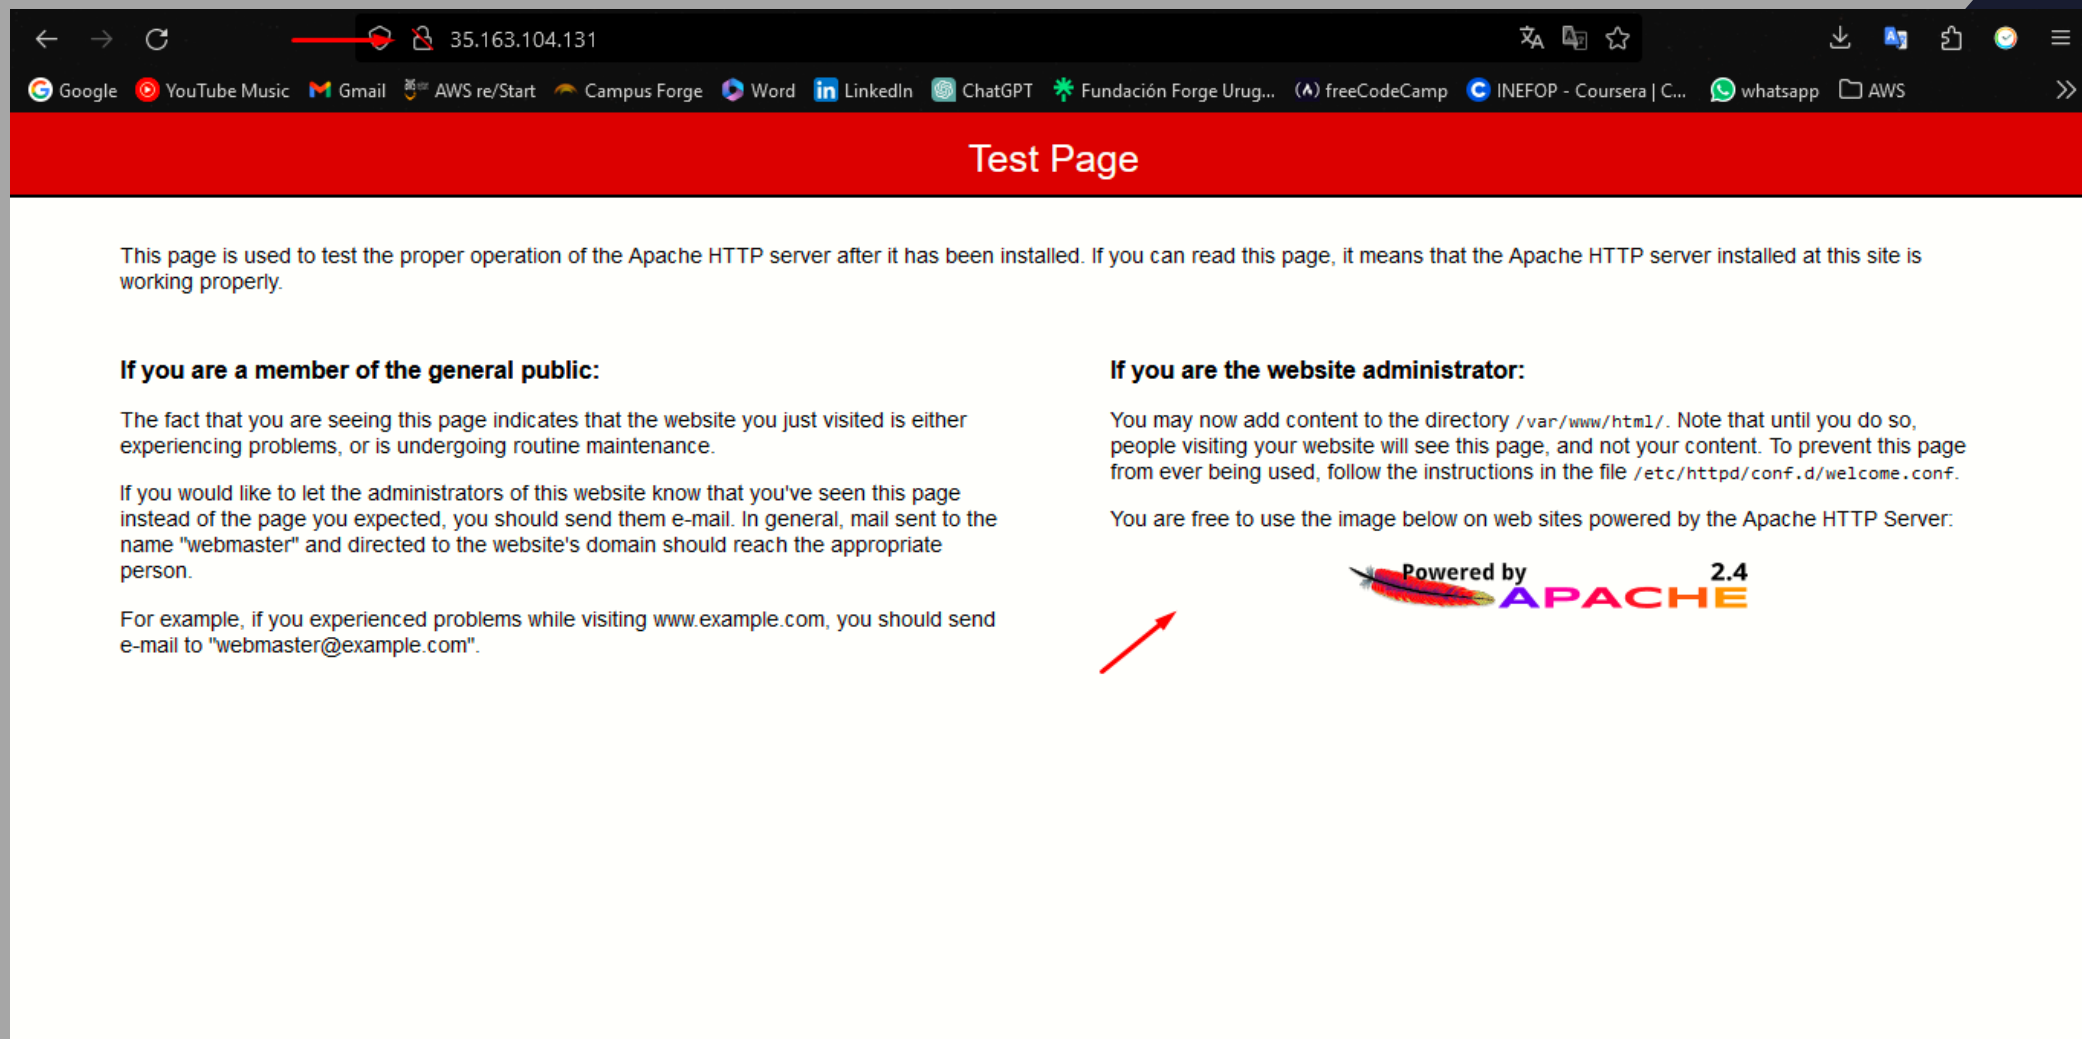 35.163.104.131
Google YouTube Music Gmail AWS re/Start Campus Forge Word LinkedIn ChatGPT Fundación Forge Urug... freeCodeCamp INEFOP - Coursera | C... whatsapp AWS
Test Page
This page is used to test the proper operation of the Apache HTTP server after it has been installed. If you can read this page, it means that the Apache HTTP server installed at this site is
working properly.
If you are a member of the general public:
The fact that you are seeing this page indicates that the website you just visited is either
experiencing problems, or is undergoing routine maintenance.
If you would like to let the administrators of this website know that you've seen this page
instead of the page you expected, you should send them e-mail. In general, mail sent to the
name "webmaster" and directed to the website's domain should reach the appropriate
person.
For example, if you experienced problems while visiting www.example.com, you should send
e-mail to "webmaster@example.com".
If you are the website administrator:
You may now add content to the directory /var/www/html/. Note that until you do so,
people visiting your website will see this page, and not your content. To prevent this page
from ever being used, follow the instructions in the file /etc/httpd/conf.d/welcome.conf.
You are free to use the image below on web sites powered by the Apache HTTP Server:
Powered by 2.4
APACHE